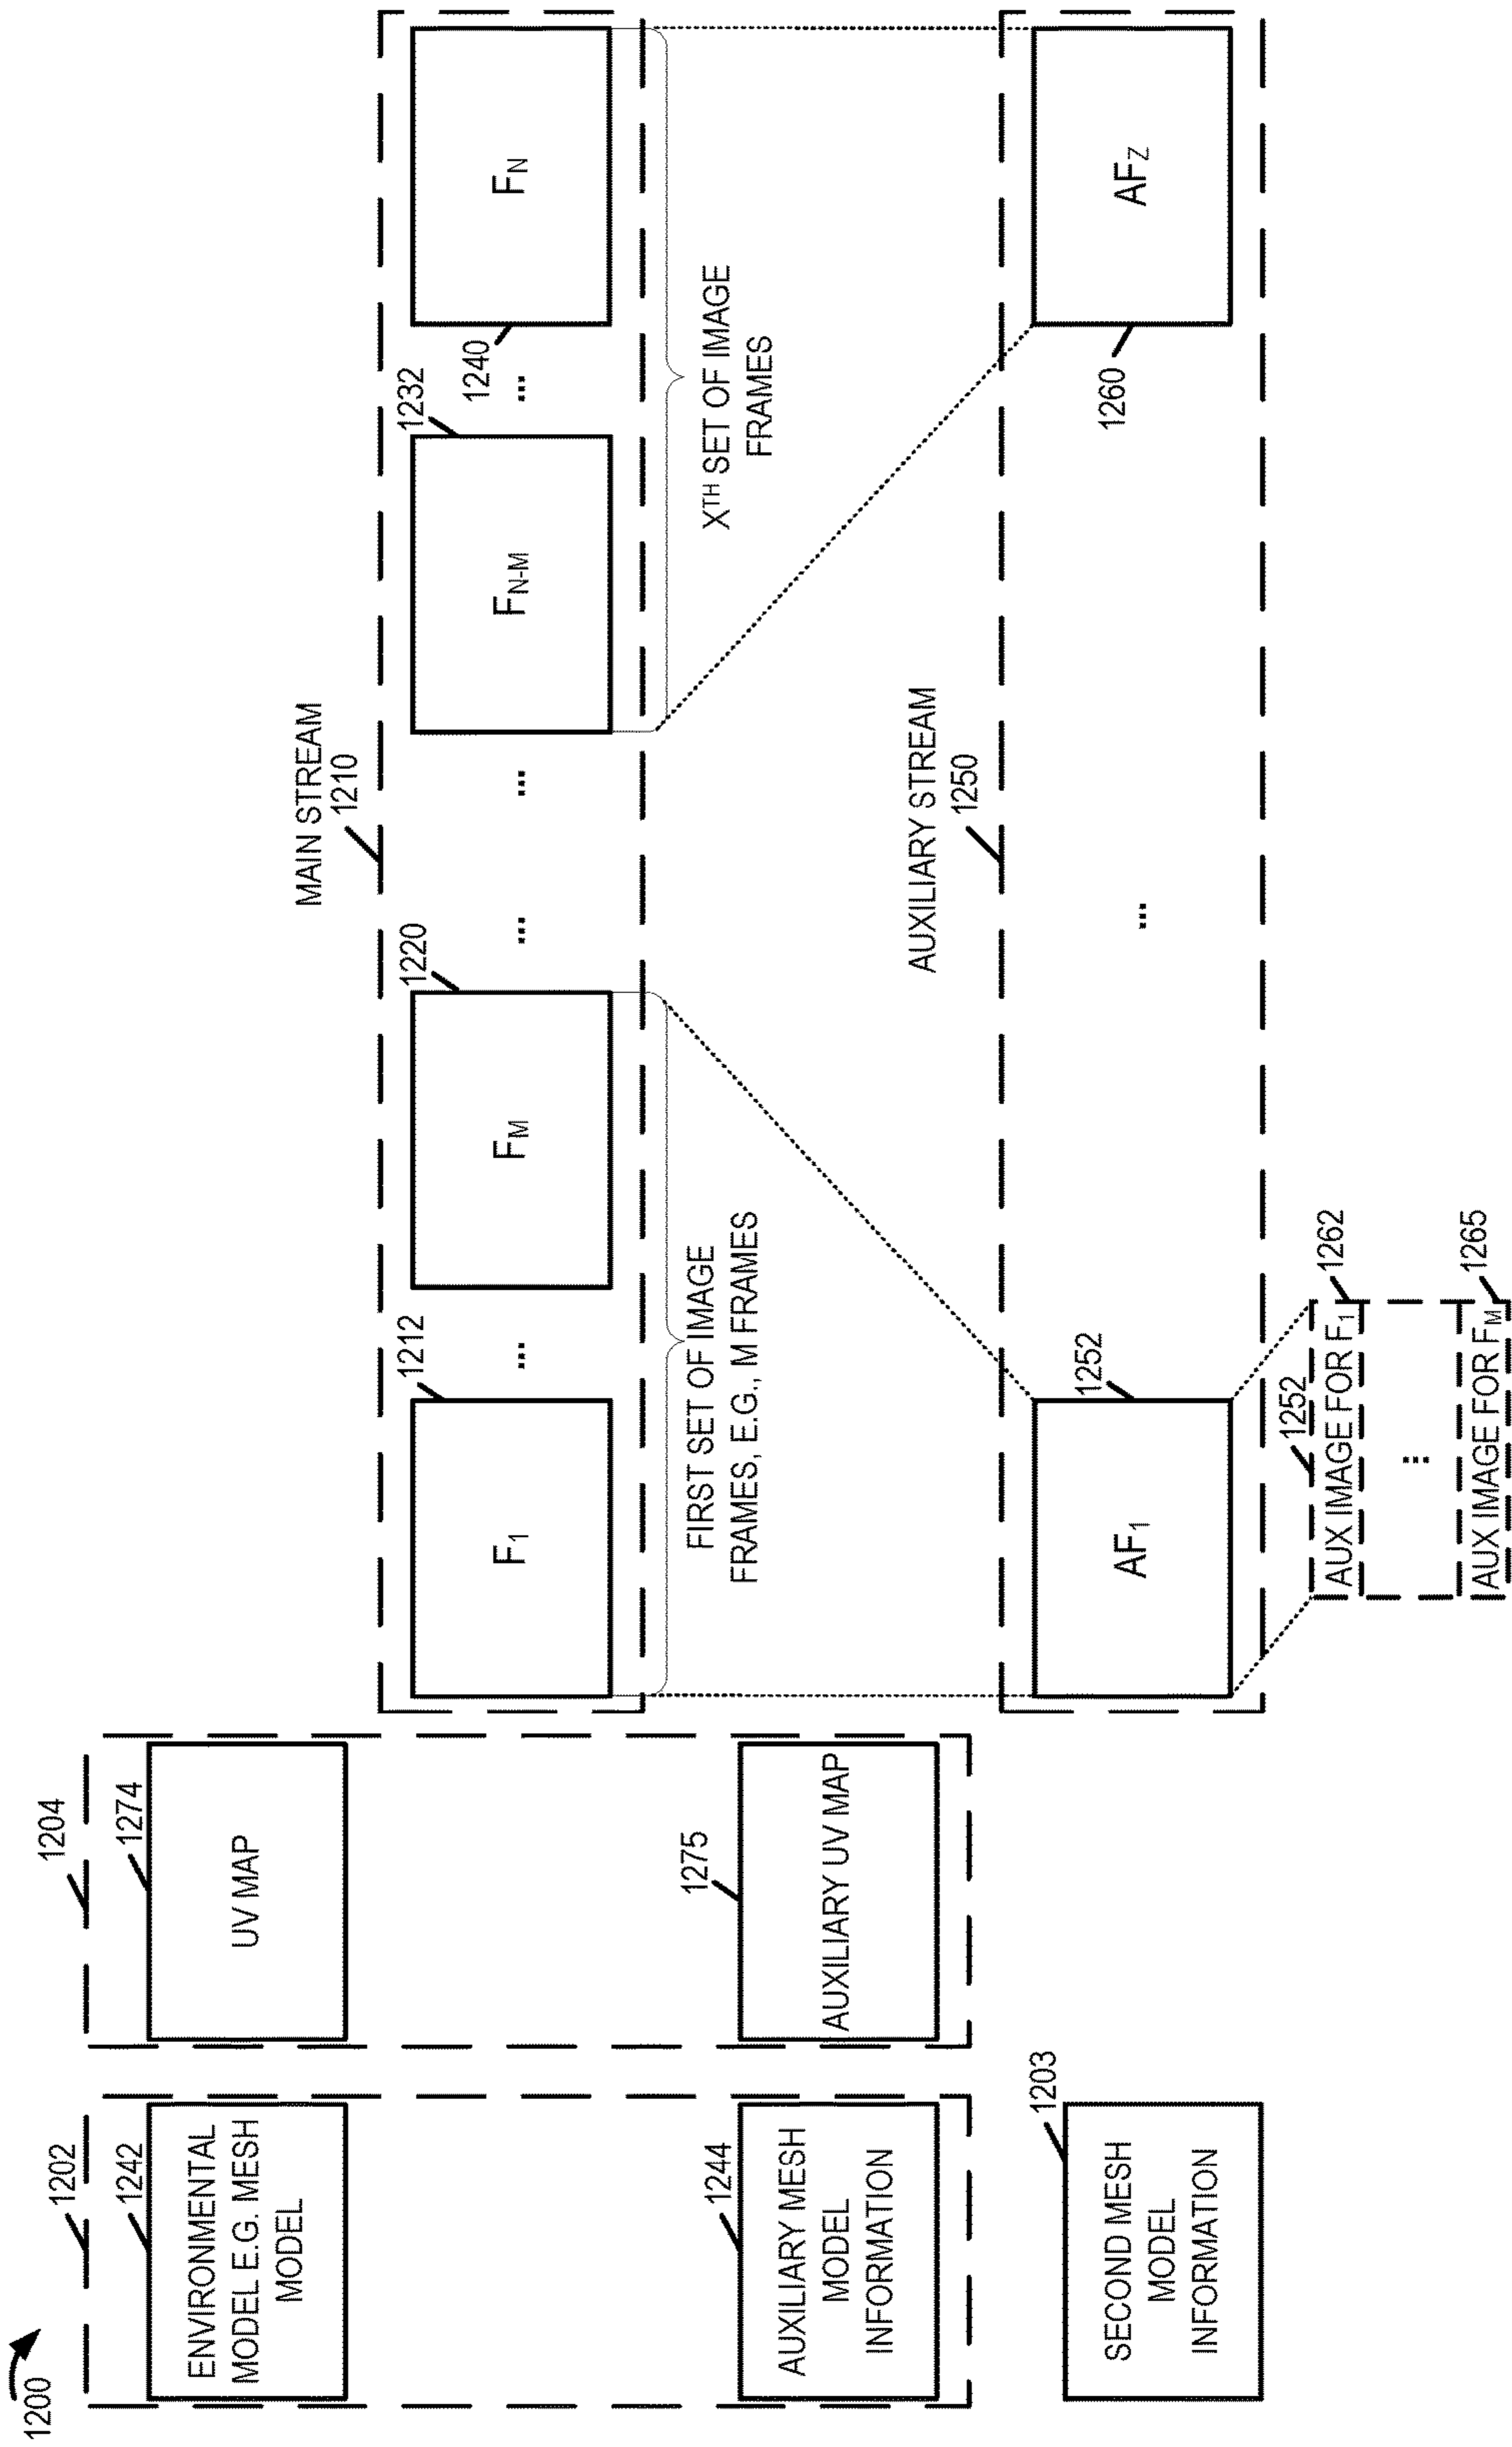 1200
1202
1242
ENVIRONMENTAL
MODEL E.G. MESH
MODEL
1244
AUXILIARY MESH
MODEL
INFORMATION
1203
SECOND MESH
MODEL
INFORMATION
1204
1274
UV MAP
1275
AUXILIARY UV MAP
MAIN STREAM
1210
1212
F1
...
1220
FM
...
...
1232
FN-M
...
1240
FN
FIRST SET OF IMAGE
FRAMES, E.G., M FRAMES
XTH SET OF IMAGE
FRAMES
AUXILIARY STREAM
1250
1252
AF1
...
1260
AFZ
1252
1262
AUX IMAGE FOR F1
...
1265
AUX IMAGE FOR FM